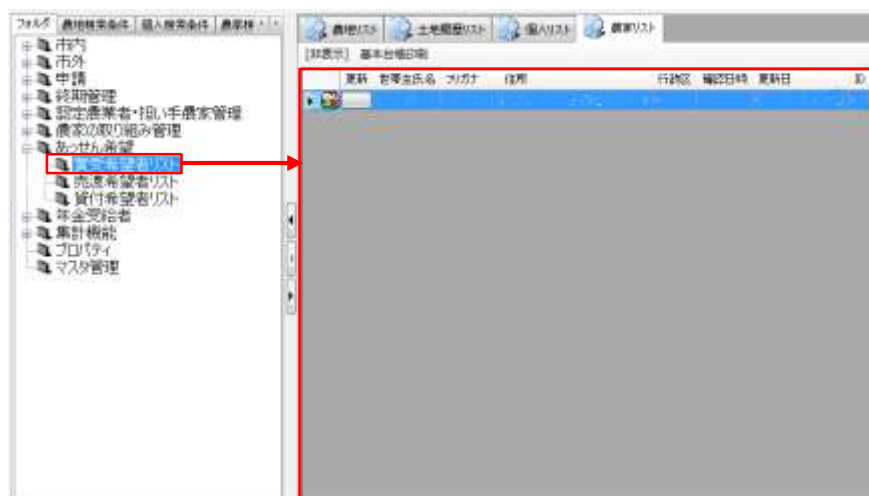 フォルダ 農地検索条件 個人検索条件 農家検
市内
市外
申請
終期管理
認定農業者・担い手農家管理
農家の取り組み管理
あっせん希望
買受希望者リスト
売渡希望者リスト
貸付希望者リスト
年金受給者
集計機能
プロパティ
マスタ管理
農地リスト 土地履歴リスト 個人リスト 農家リスト
[非表示] 基本台帳印刷
更新 世帯主氏名 フリガナ 住所 行政区 確認日時 更新日 ID